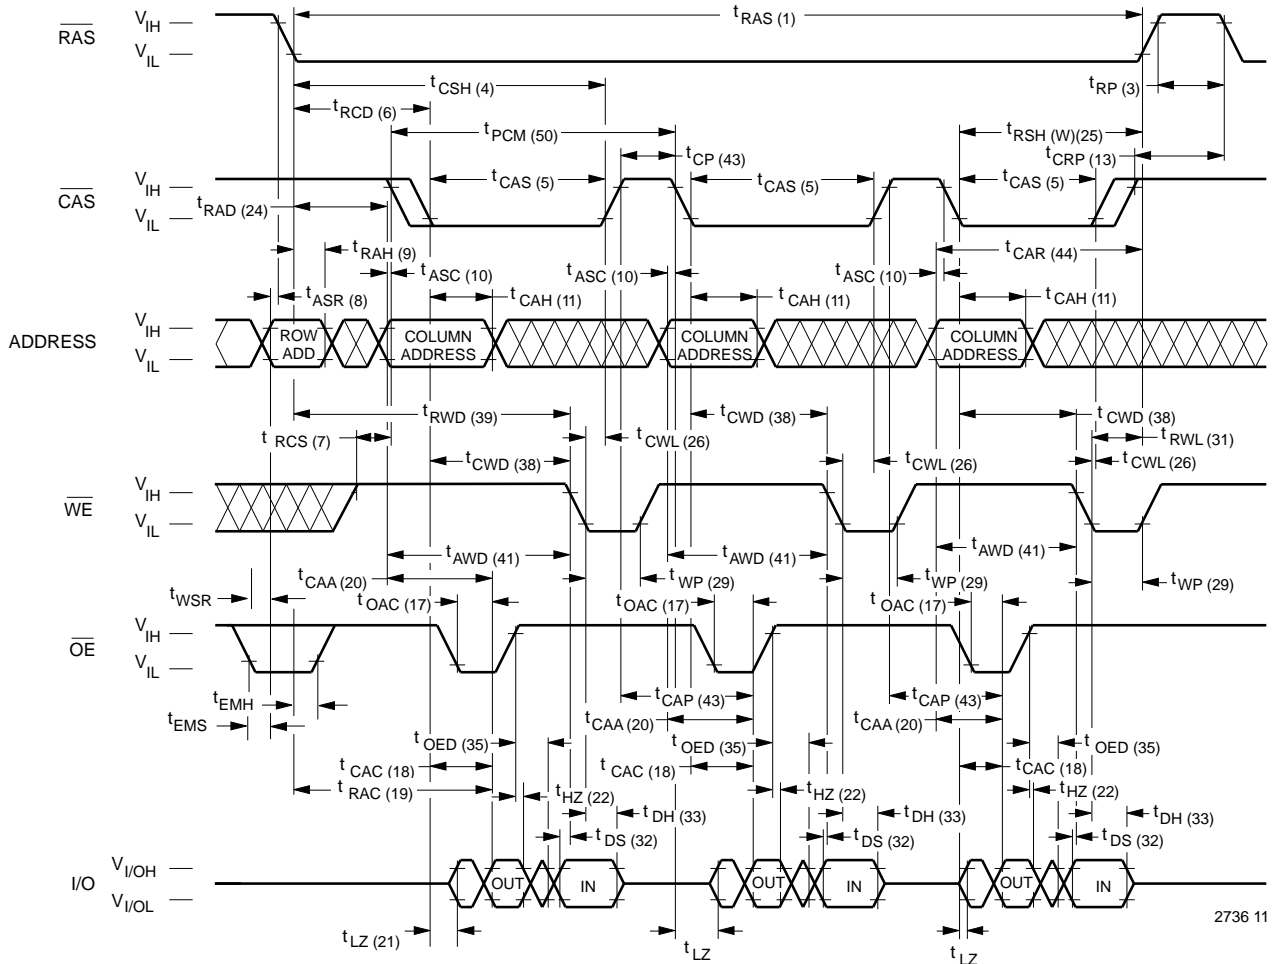 V_IH t_RAS (1)
RAS
V_IL
t_CSH (4) t_RP (3)
t_RCD (6)
t_PCM (50) t_RSH (W)(25)
t_CP (43) t_CRP (13)
V_IH t_CAS (5) t_CAS (5) t_CAS (5)
CAS
V_IL t_RAD (24)
t_RAH (9) t_CAR (44)
t_ASC (10) t_ASC (10) t_ASC (10)
t_ASR (8) t_CAH (11) t_CAH (11) t_CAH (11)
V_IH ROW COLUMN COLUMN COLUMN
ADDRESS
V_IL ADD ADDRESS ADDRESS ADDRESS
t_RWD (39) t_CWD (38) t_CWD (38)
t_RCS (7) t_CWL (26) t_RWL (31)
t_CWD (38) t_CWL (26) t_CWL (26)
V_IH
WE
V_IL
t_AWD (41) t_AWD (41) t_AWD (41)
t_CAA (20) t_WP (29) t_WP (29) t_WP (29)
t_WSR t_OAC (17) t_OAC (17) t_OAC (17)
V_IH
OE
V_IL
t_EMH t_CAP (43) t_CAP (43)
t_EMS t_CAA (20) t_CAA (20)
t_OED (35) t_OED (35) t_OED (35)
t_CAC (18) t_CAC (18) t_CAC (18)
t_RAC (19) t_HZ (22) t_HZ (22) t_HZ (22)
t_DH (33) t_DH (33) t_DH (33)
t_DS (32) t_DS (32) t_DS (32)
V_I/OH
I/O OUT IN OUT IN OUT IN
V_I/OL
2736 11
t_LZ (21) t_LZ t_LZ